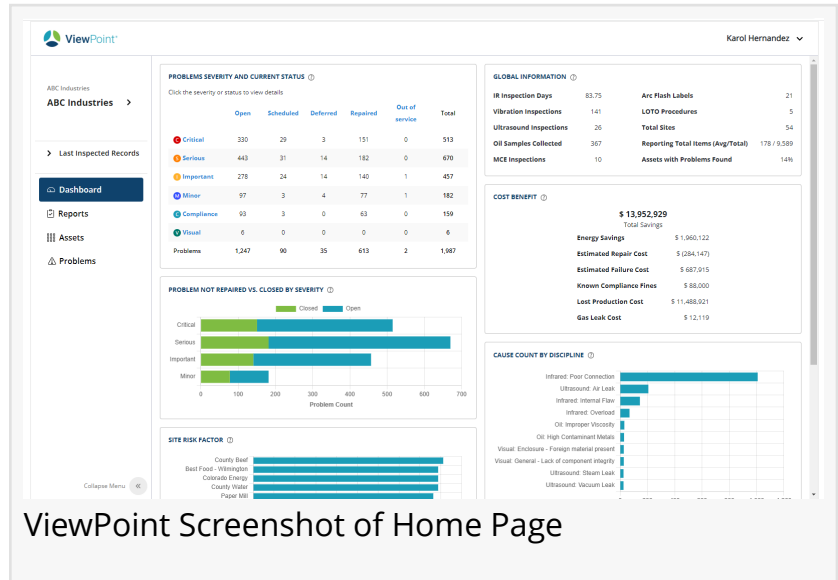 ViewPoint
Karol Hernandez
ABC Industries
ABC Industries
Last Inspected Records
Dashboard
Reports
Assets
Problems
Collapse Menu
PROBLEMS SEVERITY AND CURRENT STATUS
Click the severity or status to view details
Open Scheduled Deferred Repaired Out of service Total
C Critical 330 29 3 151 0 513
S Serious 443 31 14 182 0 670
Important 278 24 14 140 1 457
M Minor 97 3 4 77 1 182
C Compliance 93 3 0 63 0 159
V Visual 6 0 0 0 0 6
Problems 1,247 90 35 613 2 1,987
PROBLEM NOT REPAIRED VS. CLOSED BY SEVERITY
Closed Open
Critical
Serious
Important
Minor
0 100 200 300 400 500 600 700
Problem Count
SITE RISK FACTOR
County Beef
Best Food - Wilmington
Colorado Energy
County Water
Paper Mill
GLOBAL INFORMATION
IR Inspection Days 83.75 Arc Flash Labels 21
Vibration Inspections 141 LOTO Procedures 5
Ultrasound Inspections 26 Total Sites 54
Oil Samples Collected 367 Reporting Total Items (Avg/Total) 178 / 9,589
MCE Inspections 10 Assets with Problems Found 14%
COST BENEFIT
$ 13,952,929
Total Savings
Energy Savings $ 1,960,122
Estimated Repair Cost $ (284,147)
Estimated Failure Cost $ 687,915
Known Compliance Fines $ 88,000
Lost Production Cost $ 11,488,921
Gas Leak Cost $ 12,119
CAUSE COUNT BY DISCIPLINE
Infrared: Poor Connection
Ultrasound: Air Leak
Infrared: Internal Flaw
Infrared: Overload
Oil: Improper Viscosity
Oil: High Contaminant Metals
Visual: Enclosure - Foreign material present
Visual: General - Lack of component integrity
Ultrasound: Steam Leak
Ultrasound: Vacuum Leak
ViewPoint Screenshot of Home Page